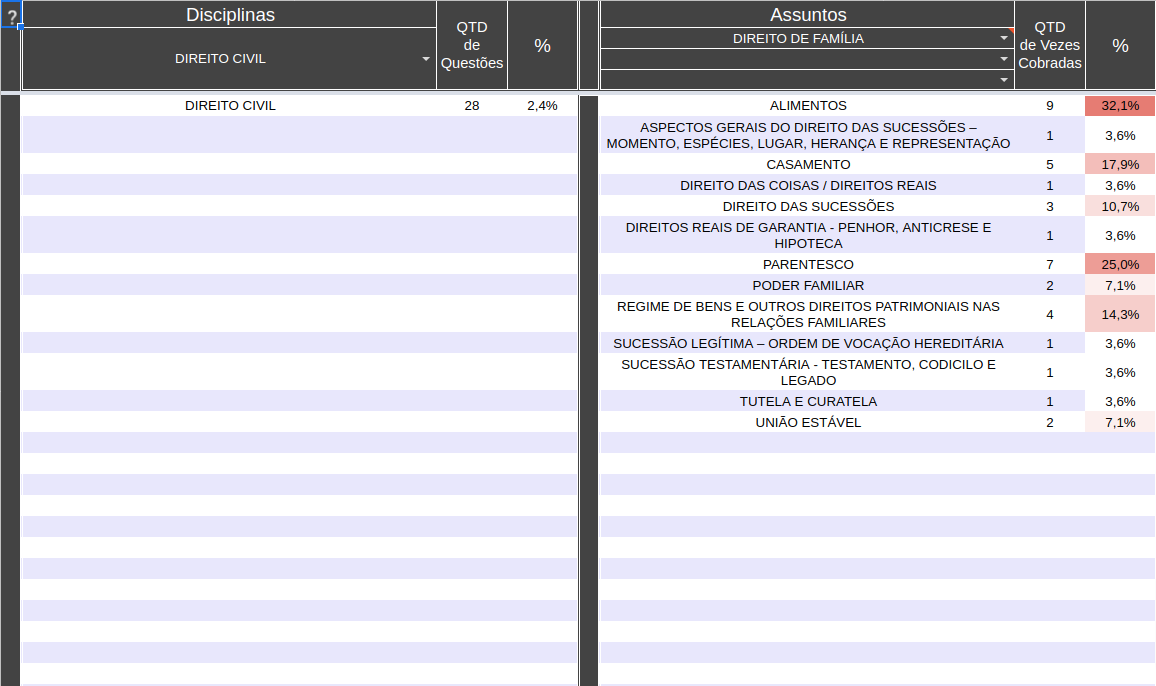 ?
Disciplinas
DIREITO CIVIL
QTD
de
Questões
%
Assuntos
DIREITO DE FAMÍLIA
QTD
de Vezes
Cobradas
%
DIREITO CIVIL 28 2,4%
ALIMENTOS 9 32,1%
ASPECTOS GERAIS DO DIREITO DAS SUCESSÕES –
MOMENTO, ESPÉCIES, LUGAR, HERANÇA E REPRESENTAÇÃO
1 3,6%
CASAMENTO 5 17,9%
DIREITO DAS COISAS / DIREITOS REAIS 1 3,6%
DIREITO DAS SUCESSÕES 3 10,7%
DIREITOS REAIS DE GARANTIA - PENHOR, ANTICRESE E
HIPOTECA
1 3,6%
PARENTESCO 7 25,0%
PODER FAMILIAR 2 7,1%
REGIME DE BENS E OUTROS DIREITOS PATRIMONIAIS NAS
RELAÇÕES FAMILIARES
4 14,3%
SUCESSÃO LEGÍTIMA – ORDEM DE VOCAÇÃO HEREDITÁRIA 1 3,6%
SUCESSÃO TESTAMENTÁRIA - TESTAMENTO, CODICILO E
LEGADO
1 3,6%
TUTELA E CURATELA 1 3,6%
UNIÃO ESTÁVEL 2 7,1%